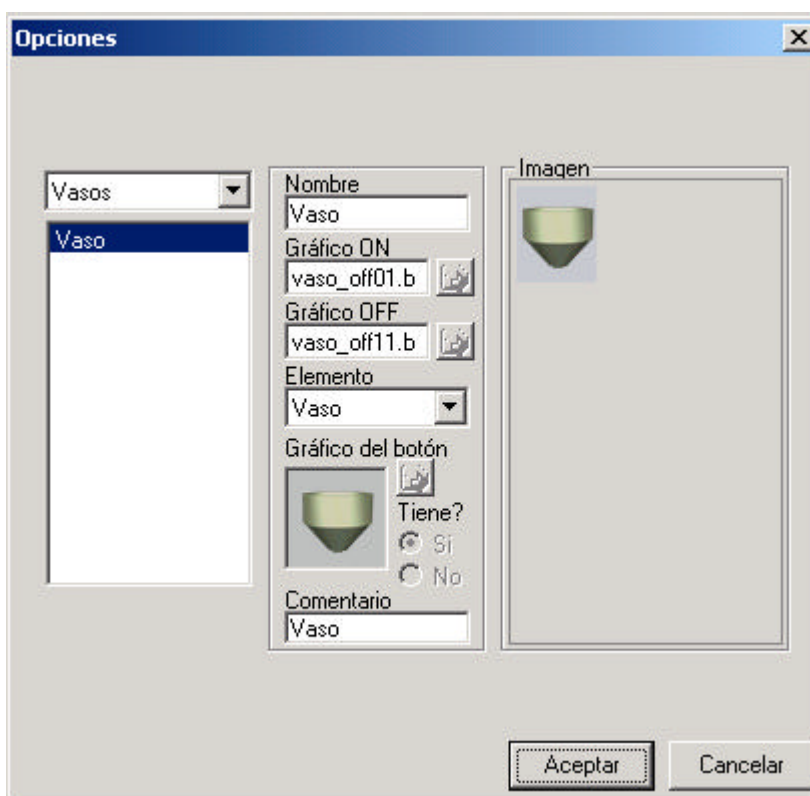 Opciones
Vasos
Vaso
Nombre
Vaso
Gráfico ON
vaso_off01.b
Gráfico OFF
vaso_off11.b
Elemento
Vaso
Gráfico del botón
Tiene?
Si
No
Comentario
Vaso
Imagen
Aceptar
Cancelar